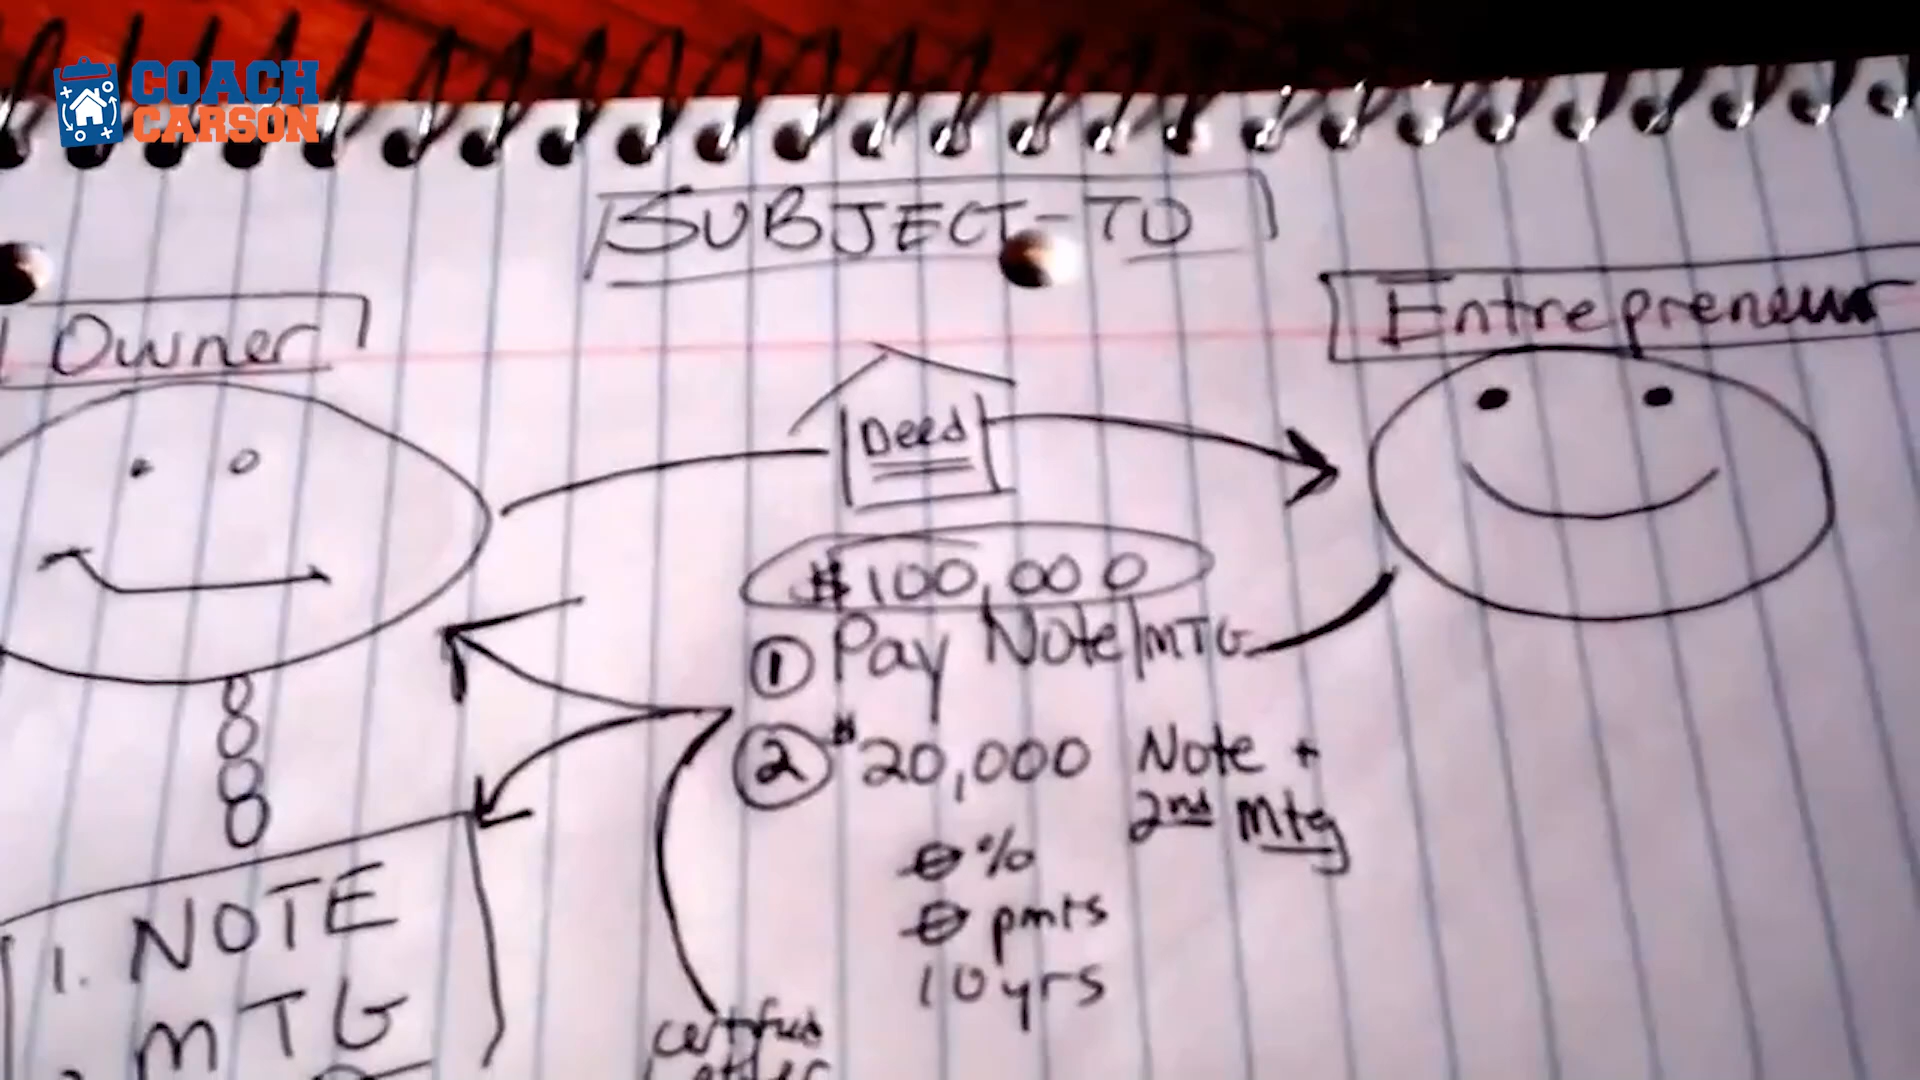 COACH
CARSON
SUBJECT-TO
Owner
Entrepreneur
Deed
$100,000
① Pay Note/MTG
② $20,000 Note +
2nd Mtg
0%
0 pmts
10 yrs
1. NOTE
MTG
certified